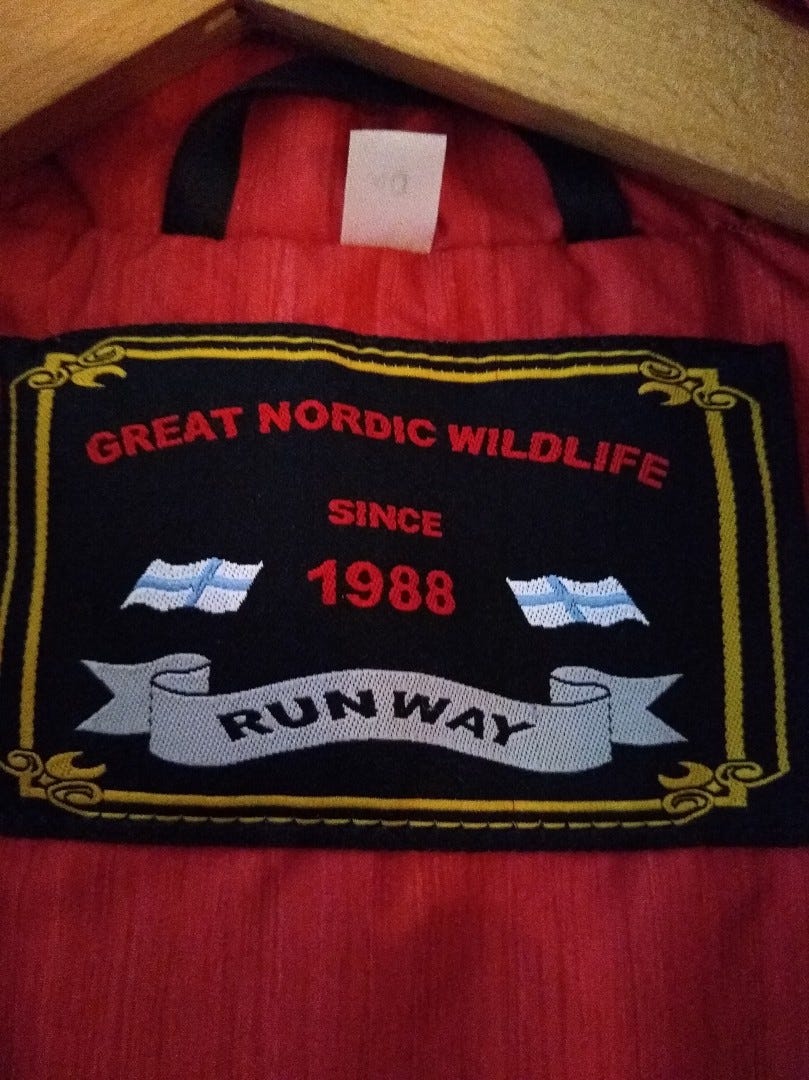 GREAT NORDIC WILDLIFE
SINCE
1988
RUNWAY